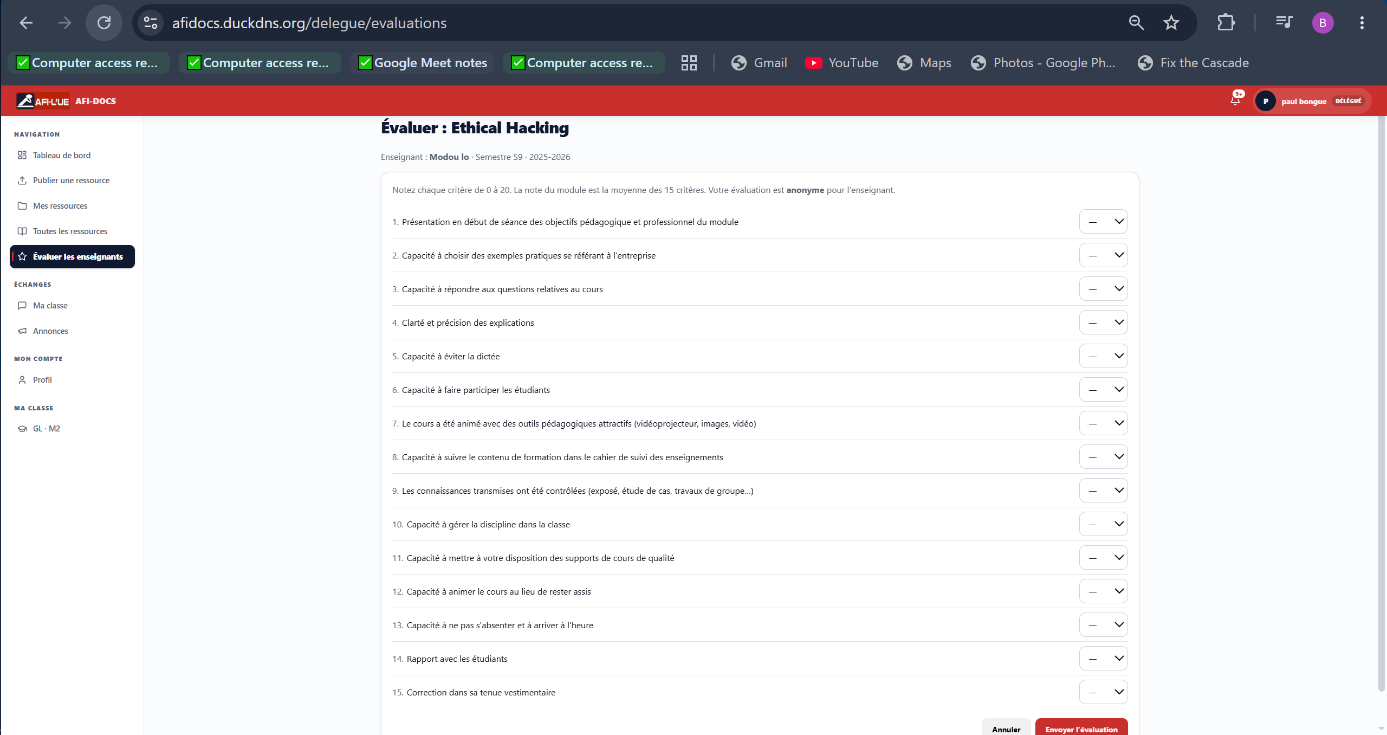 afidocs.duckdns.org/delegue/evaluations
Computer access re...
Computer access re...
Google Meet notes
Computer access re...
Gmail
YouTube
Maps
Photos - Google Ph...
Fix the Cascade
B
AFI-L'UE
AFI-DOCS
9+
P
paul bongue
DÉLÉGUÉ
NAVIGATION
Tableau de bord
Publier une ressource
Mes ressources
Toutes les ressources
Évaluer les enseignants
ÉCHANGES
Ma classe
Annonces
MON COMPTE
Profil
MA CLASSE
GL · M2
Évaluer : Ethical Hacking
Enseignant : Modou lo · Semestre S9 · 2025-2026
Notez chaque critère de 0 à 20. La note du module est la moyenne des 15 critères. Votre évaluation est anonyme pour l'enseignant.
1. Présentation en début de séance des objectifs pédagogique et professionnel du module —
2. Capacité à choisir des exemples pratiques se référant à l'entreprise —
3. Capacité à répondre aux questions relatives au cours —
4. Clarté et précision des explications —
5. Capacité à éviter la dictée —
6. Capacité à faire participer les étudiants —
7. Le cours a été animé avec des outils pédagogiques attractifs (vidéoprojecteur, images, vidéo) —
8. Capacité à suivre le contenu de formation dans le cahier de suivi des enseignements —
9. Les connaissances transmises ont été contrôlées (exposé, étude de cas, travaux de groupe...) —
10. Capacité à gérer la discipline dans la classe —
11. Capacité à mettre à votre disposition des supports de cours de qualité —
12. Capacité à animer le cours au lieu de rester assis —
13. Capacité à ne pas s'absenter et à arriver à l'heure —
14. Rapport avec les étudiants —
15. Correction dans sa tenue vestimentaire —
Annuler
Envoyer l'évaluation